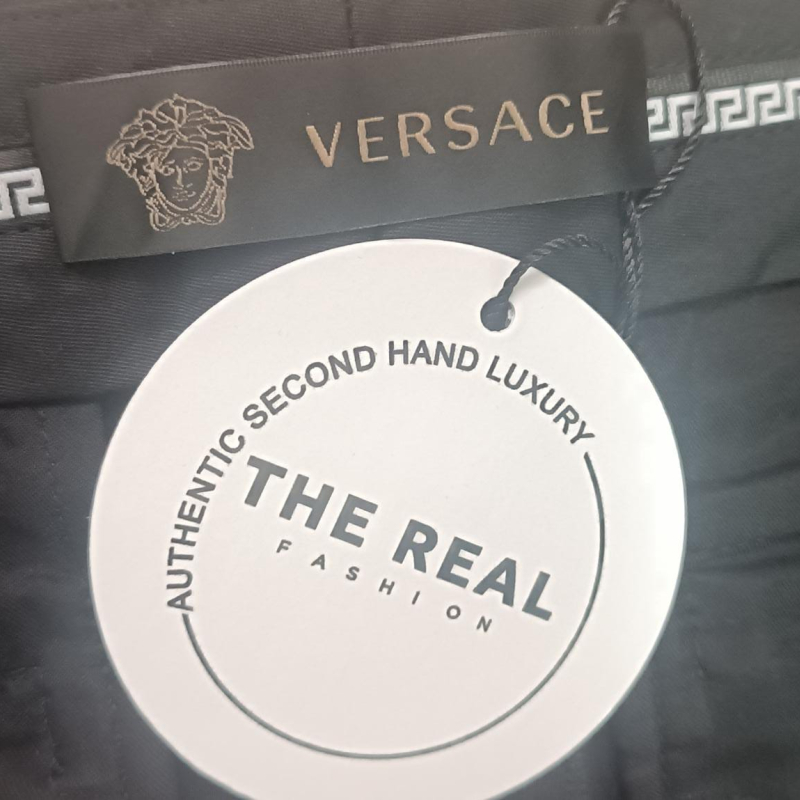 VERSACE
AUTHENTIC SECOND HAND LUXURY
THE REAL
FASHION